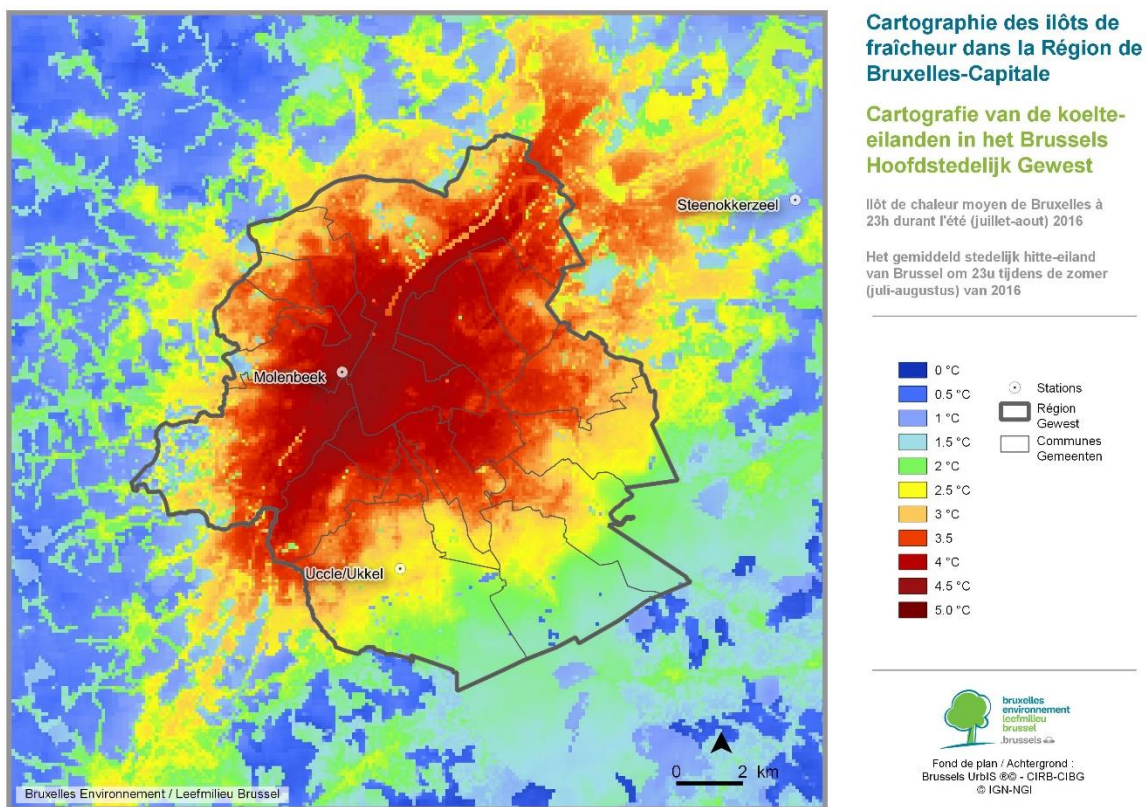 Cartographie des ilôts de
fraîcheur dans la Région de
Bruxelles-Capitale
Cartografie van de koelte-
eilanden in het Brussels
Hoofdstedelijk Gewest
Ilôt de chaleur moyen de Bruxelles à
23h durant l'été (juillet-aout) 2016
Het gemiddeld stedelijk hitte-eiland
van Brussel om 23u tijdens de zomer
(juli-augustus) van 2016
Steenokkerzeel
Molenbeek
Uccle/Ukkel
0 °C
0.5 °C
1 °C
1.5 °C
2 °C
2.5 °C
3 °C
3.5
4 °C
4.5 °C
5.0 °C
Stations
Région
Gewest
Communes
Gemeenten
0 2 km
Bruxelles Environnement / Leefmilieu Brussel
bruxelles
environnement
leefmilieu
brussel
.brussels
Fond de plan / Achtergrond :
Brussels UrbIS ®© - CIRB-CIBG
© IGN-NGI